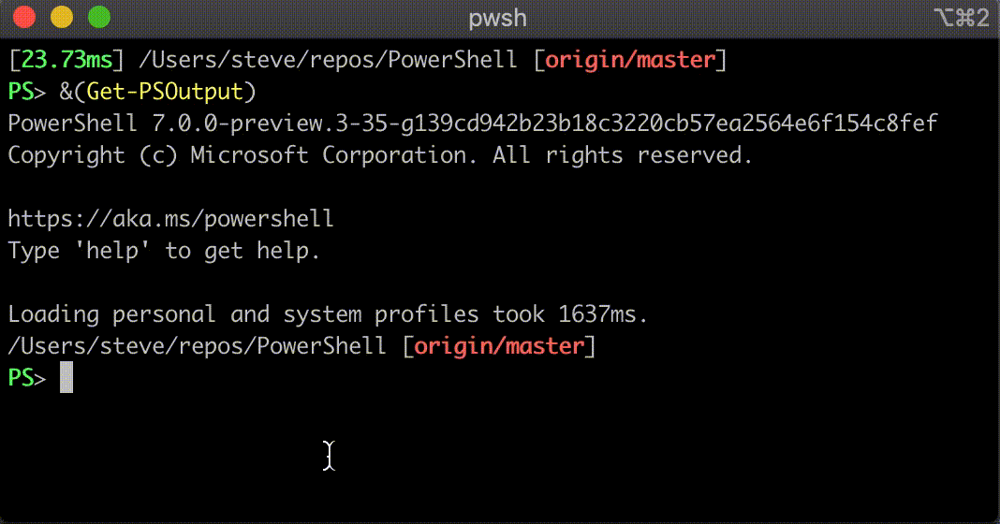 pwsh
⌥⌘2
[23.73ms] /Users/steve/repos/PowerShell [origin/master]
PS> &(Get-PSOutput)
PowerShell 7.0.0-preview.3-35-g139cd942b23b18c3220cb57ea2564e6f154c8fef
Copyright (c) Microsoft Corporation. All rights reserved.

https://aka.ms/powershell
Type 'help' to get help.

Loading personal and system profiles took 1637ms.
/Users/steve/repos/PowerShell [origin/master]
PS>